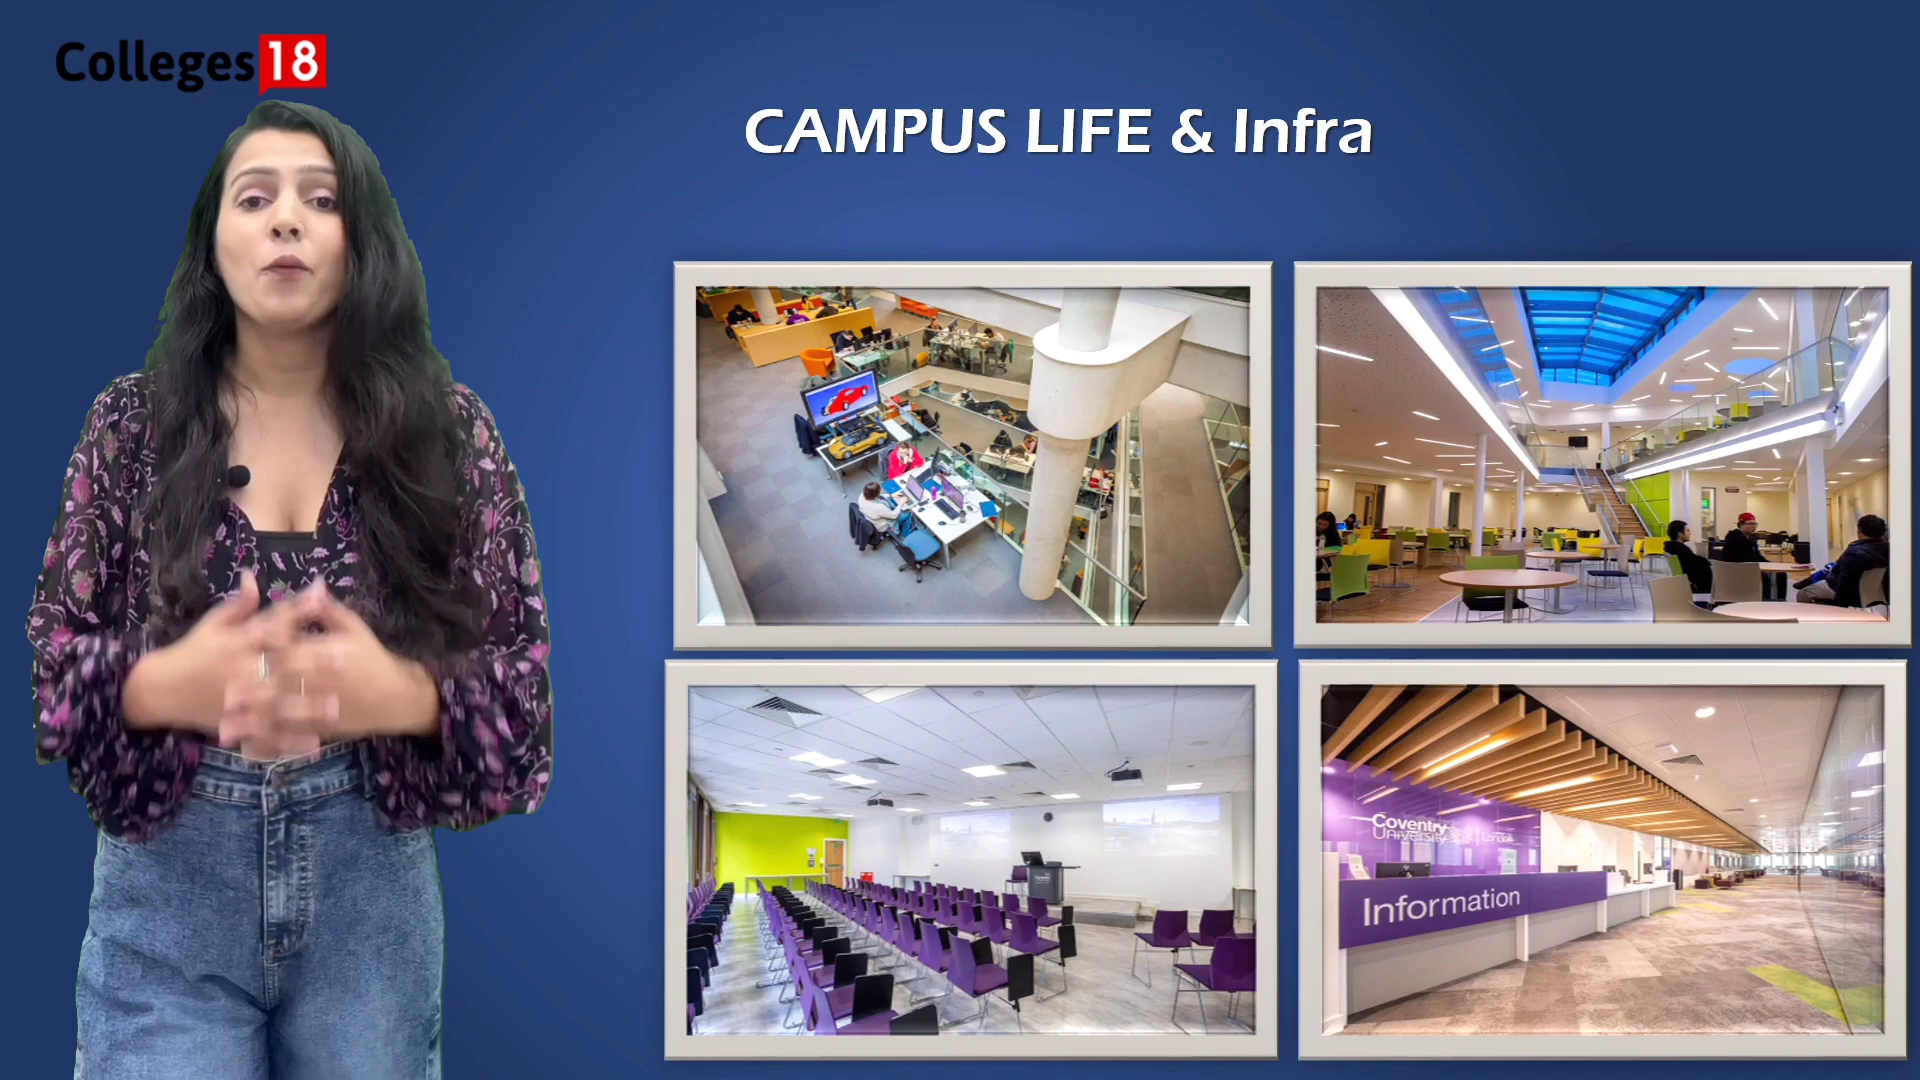 Colleges18
CAMPUS LIFE & Infra
Coventry
University
London
Information